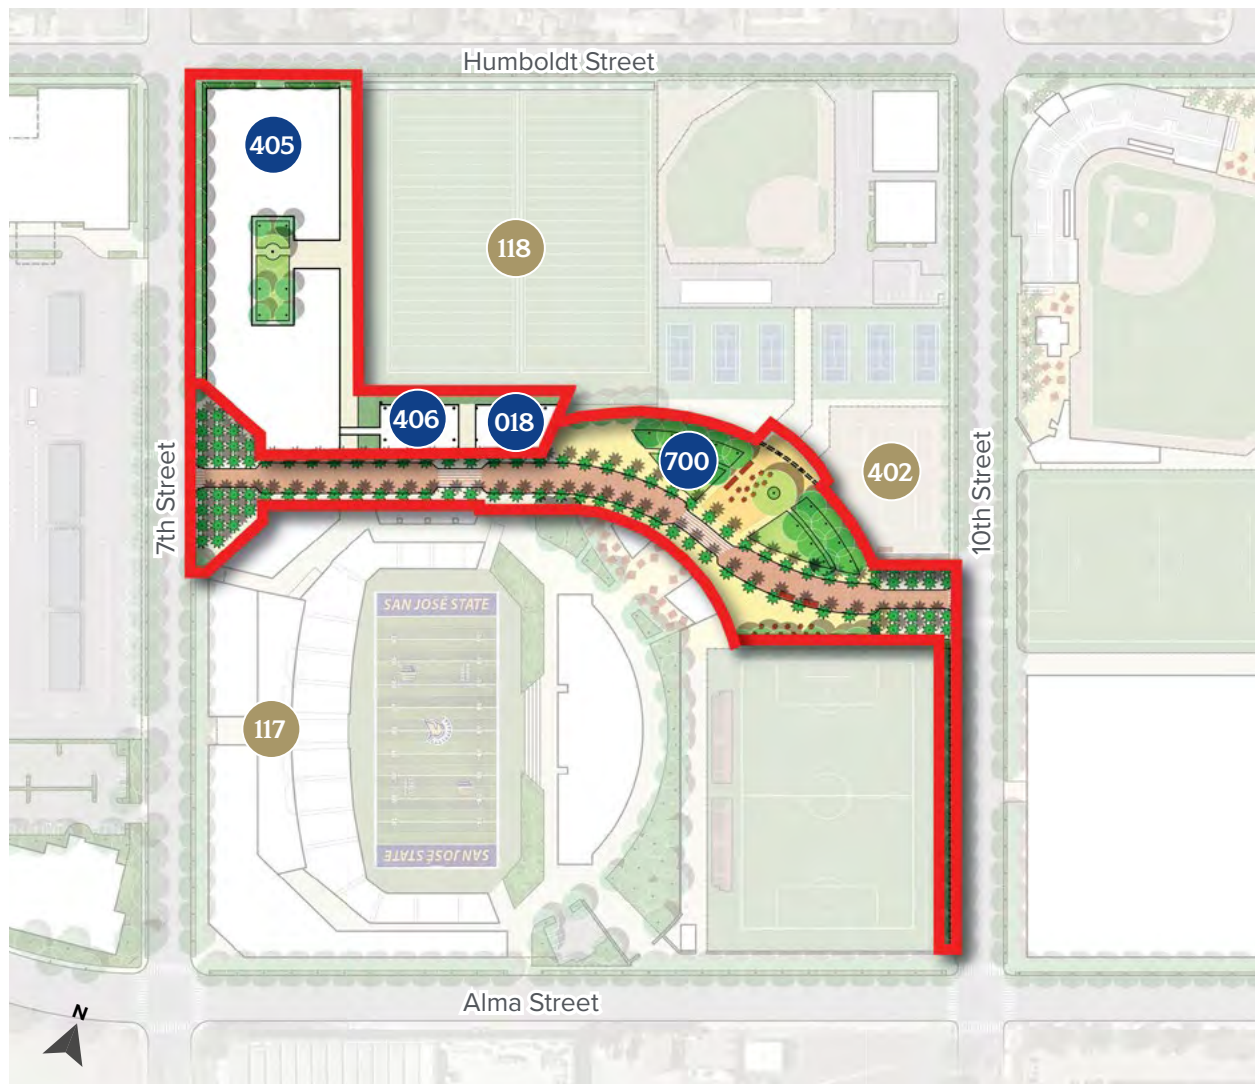 Humboldt Street
405
118
406
018
700
402
7th Street
10th Street
SAN JOSÉ STATE
117
SAN JOSÉ STATE
Alma Street
N